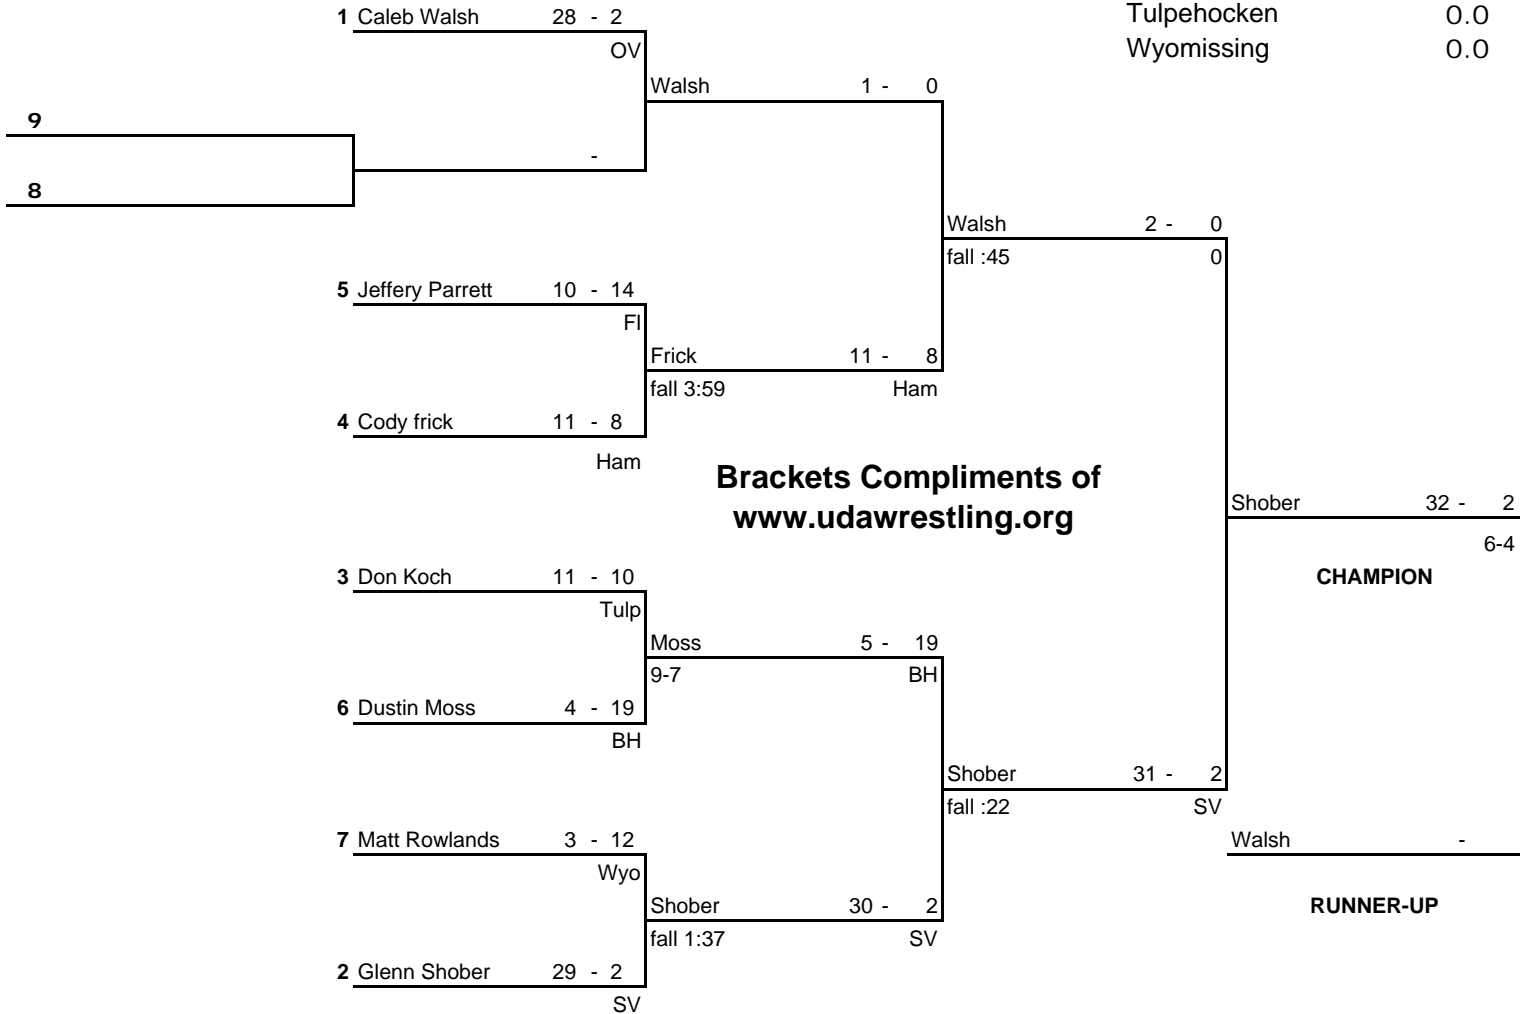 1 Caleb Walsh 28 - 2
OV
Tulpehocken 0.0
Wyomissing 0.0
Walsh 1 - 0
9
-
8
Walsh 2 - 0
fall :45 0
5 Jeffery Parrett 10 - 14
Fl
Frick 11 - 8
fall 3:59 Ham
4 Cody frick 11 - 8
Ham
Brackets Compliments of
www.udawrestling.org
Shober 32 - 2
6-4
CHAMPION
3 Don Koch 11 - 10
Tulp
Moss 5 - 19
9-7 BH
6 Dustin Moss 4 - 19
BH
Shober 31 - 2
fall :22 SV
7 Matt Rowlands 3 - 12
Wyo
Walsh -
RUNNER-UP
Shober 30 - 2
fall 1:37 SV
2 Glenn Shober 29 - 2
SV